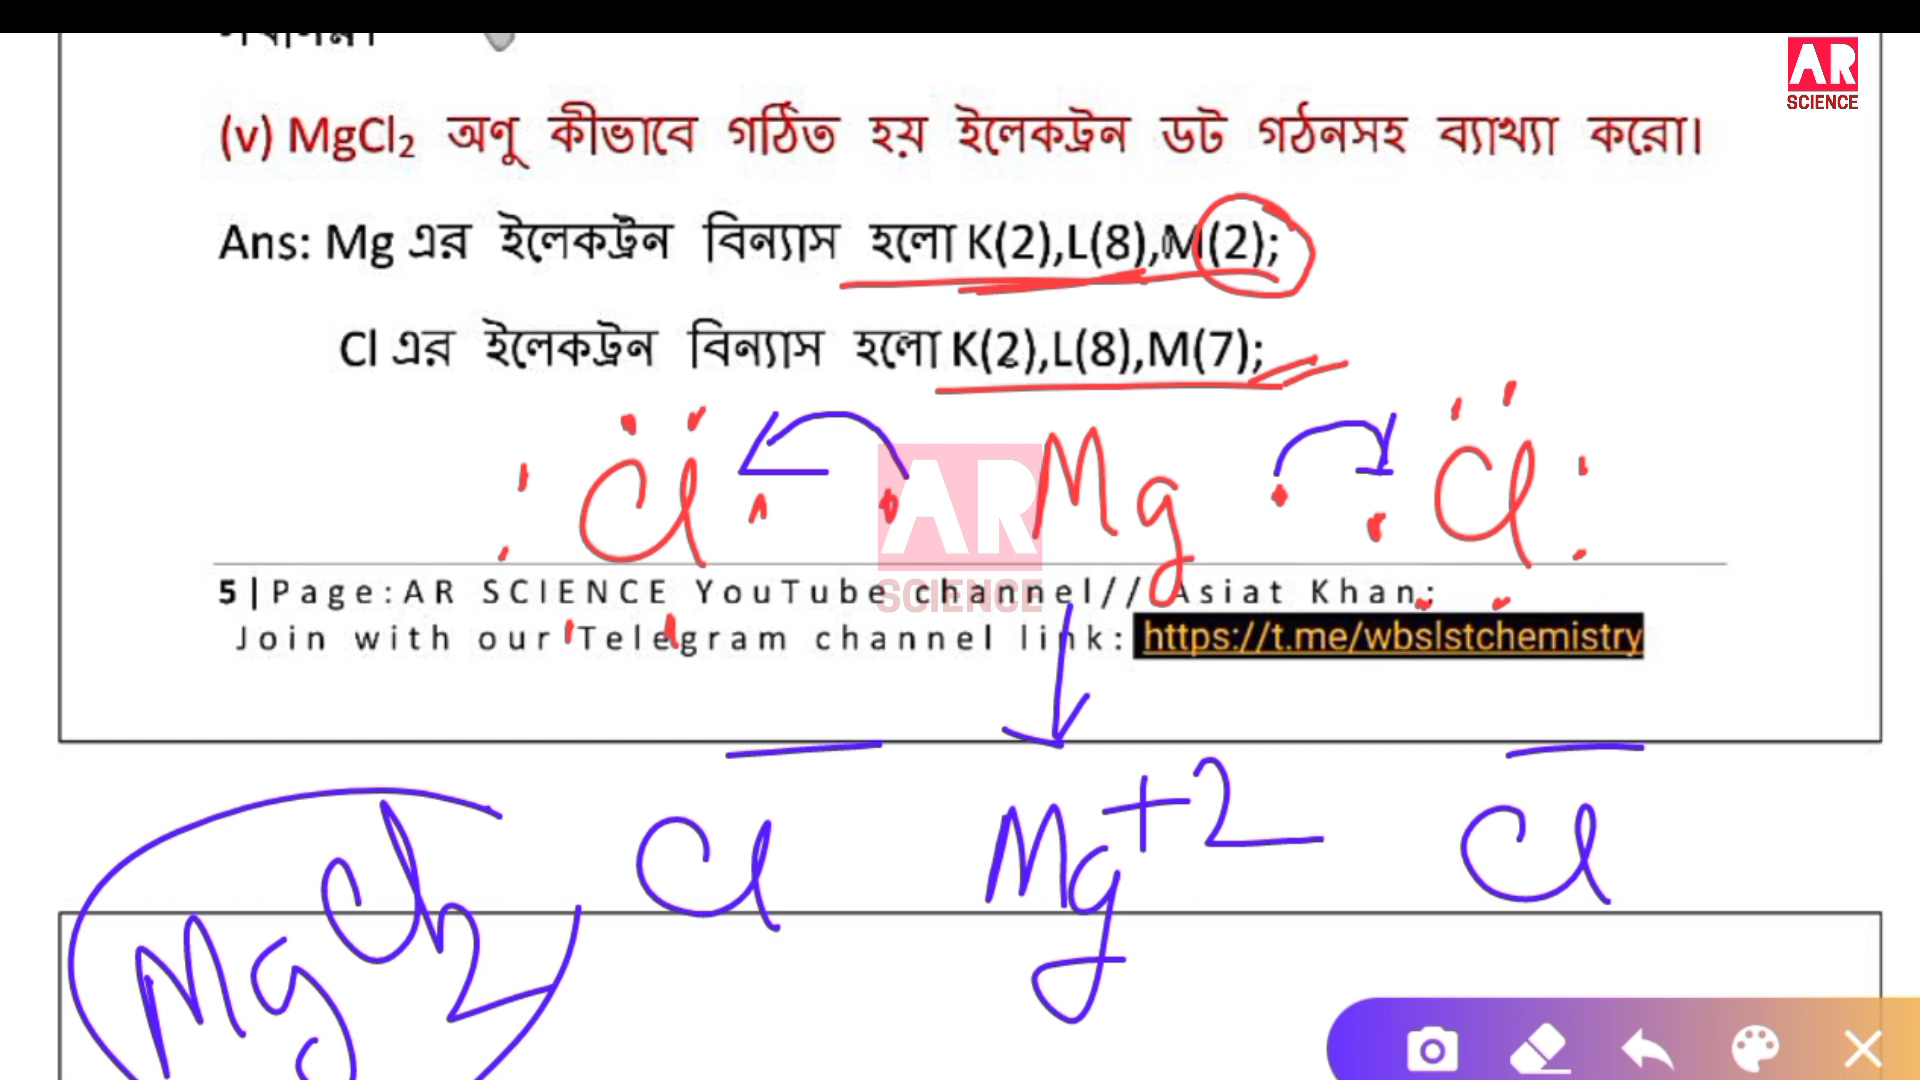 AR
SCIENCE
(v) MgCl₂ অণু কীভাবে গঠিত হয় ইলেকট্রন ডট গঠনসহ ব্যাখ্যা করো।
Ans: Mg এর ইলেকট্রন বিন্যাস হলো K(2),L(8),M(2);
Cl এর ইলেকট্রন বিন্যাস হলো K(2),L(8),M(7);
Cl Mg Cl
AR
SCIENCE
5|Page:AR SCIENCE YouTube channel// Asiat Khan;
Join with our Telegram channel link: https://t.me/wbslstchemistry
Cl Mg+2 Cl
MgCl2